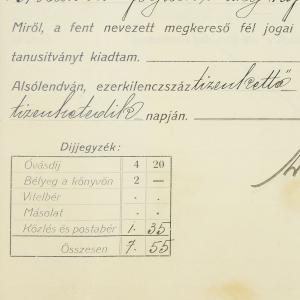 Miről, a fent nevezett megkereső fél jogai
tanusitványt kiadtam.
Alsólendván, ezerkilenczszáz tizenkettő
tizenhetedik napján.
Díjjegyzék:
Óvásdij 4 20
Bélyeg a könyvön 2 —
Vitelbér . .
Másolat . .
Közlés és postabér 1. 35
Összesen 7. 55